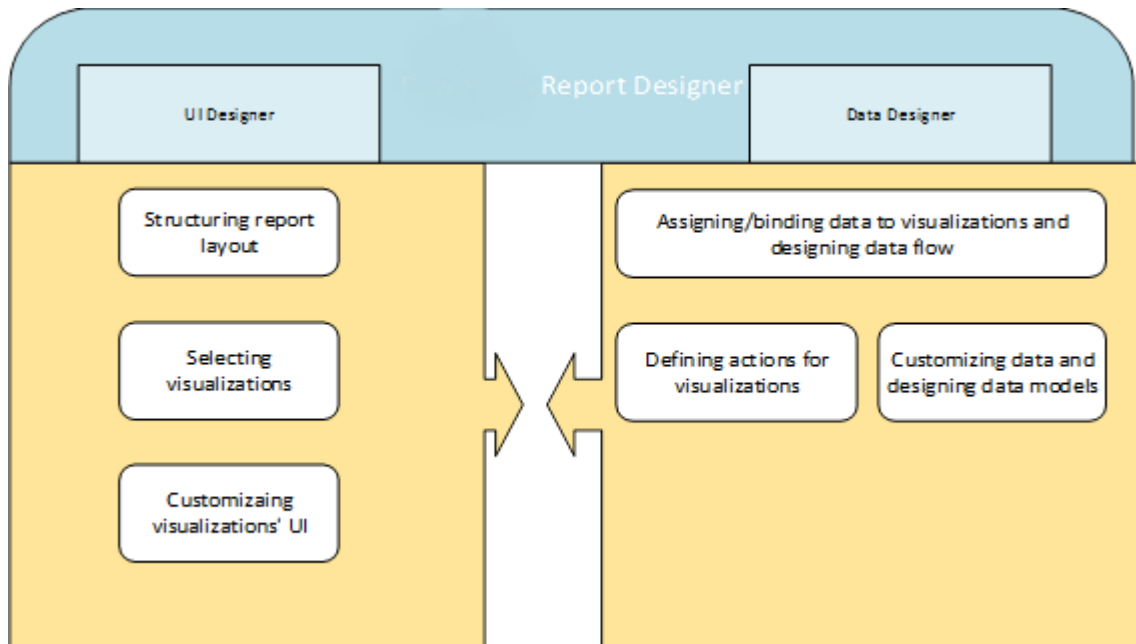 Report Designer
UI Designer
Data Designer
Structuring report
layout
Selecting
visualizations
Customizaing
visualizations' UI
Assigning/binding data to visualizations and
designing data flow
Defining actions for
visualizations
Customizing data and
designing data models